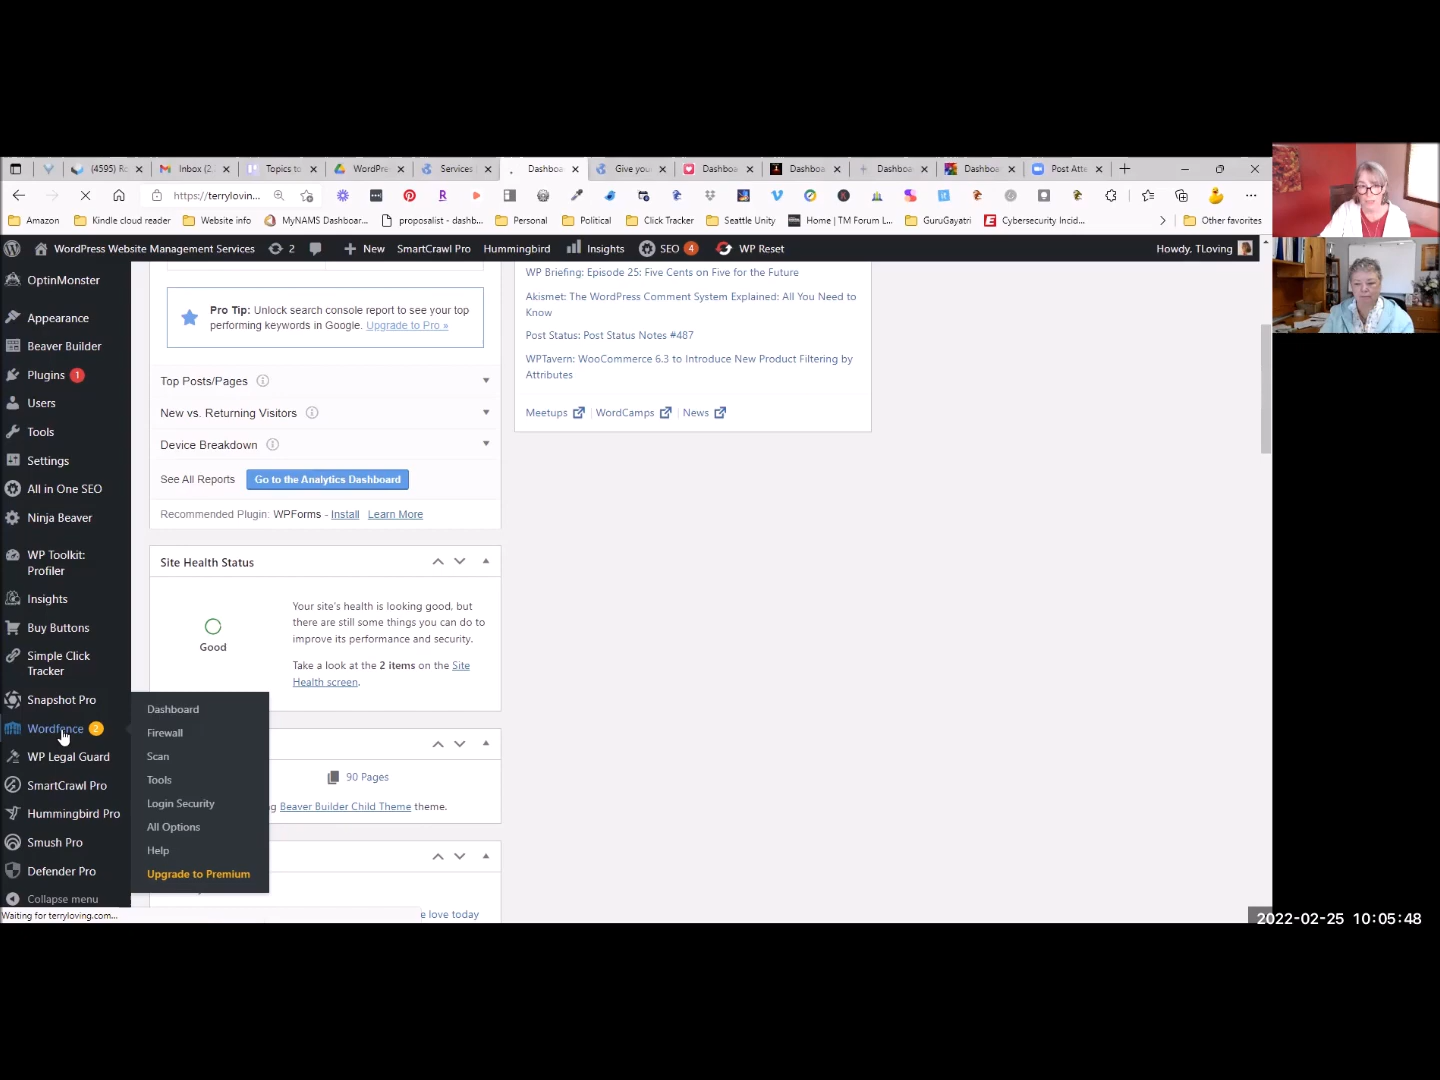 (4595) R
Inbox (2
Topics to
WordPre
Services
Dashboa
Give you
Dashboa
Dashboa
Dashboa
Dashboa
Post Atte
https://terrylovin...
Amazon
Kindle cloud reader
Website info
MyNAMS Dashboar...
proposalist - dashb...
Personal
Political
Click Tracker
Seattle Unity
Home | TM Forum L...
GuruGayatri
Cybersecurity Incid...
Other favorites
WordPress Website Management Services
2
New
SmartCrawl Pro
Hummingbird
Insights
SEO 4
WP Reset
Howdy, TLoving
OptinMonster
Appearance
Beaver Builder
Plugins 1
Users
Tools
Settings
All in One SEO
Ninja Beaver
WP Toolkit:
Profiler
Insights
Buy Buttons
Simple Click
Tracker
Snapshot Pro
Wordfence 2
WP Legal Guard
SmartCrawl Pro
Hummingbird Pro
Smush Pro
Defender Pro
Collapse menu
Waiting for terryloving.com...
Dashboard
Firewall
Scan
Tools
Login Security
All Options
Help
Upgrade to Premium
Pro Tip: Unlock search console report to see your top
performing keywords in Google. Upgrade to Pro »
Top Posts/Pages
New vs. Returning Visitors
Device Breakdown
See All Reports
Go to the Analytics Dashboard
Recommended Plugin: WPForms - Install Learn More
Site Health Status
Good
Your site's health is looking good, but
there are still some things you can do to
improve its performance and security.
Take a look at the 2 items on the Site
Health screen.
90 Pages
g Beaver Builder Child Theme theme.
e love today
WP Briefing: Episode 25: Five Cents on Five for the Future
Akismet: The WordPress Comment System Explained: All You Need to
Know
Post Status: Post Status Notes #487
WPTavern: WooCommerce 6.3 to Introduce New Product Filtering by
Attributes
Meetups | WordCamps | News
2022-02-25 10:05:48